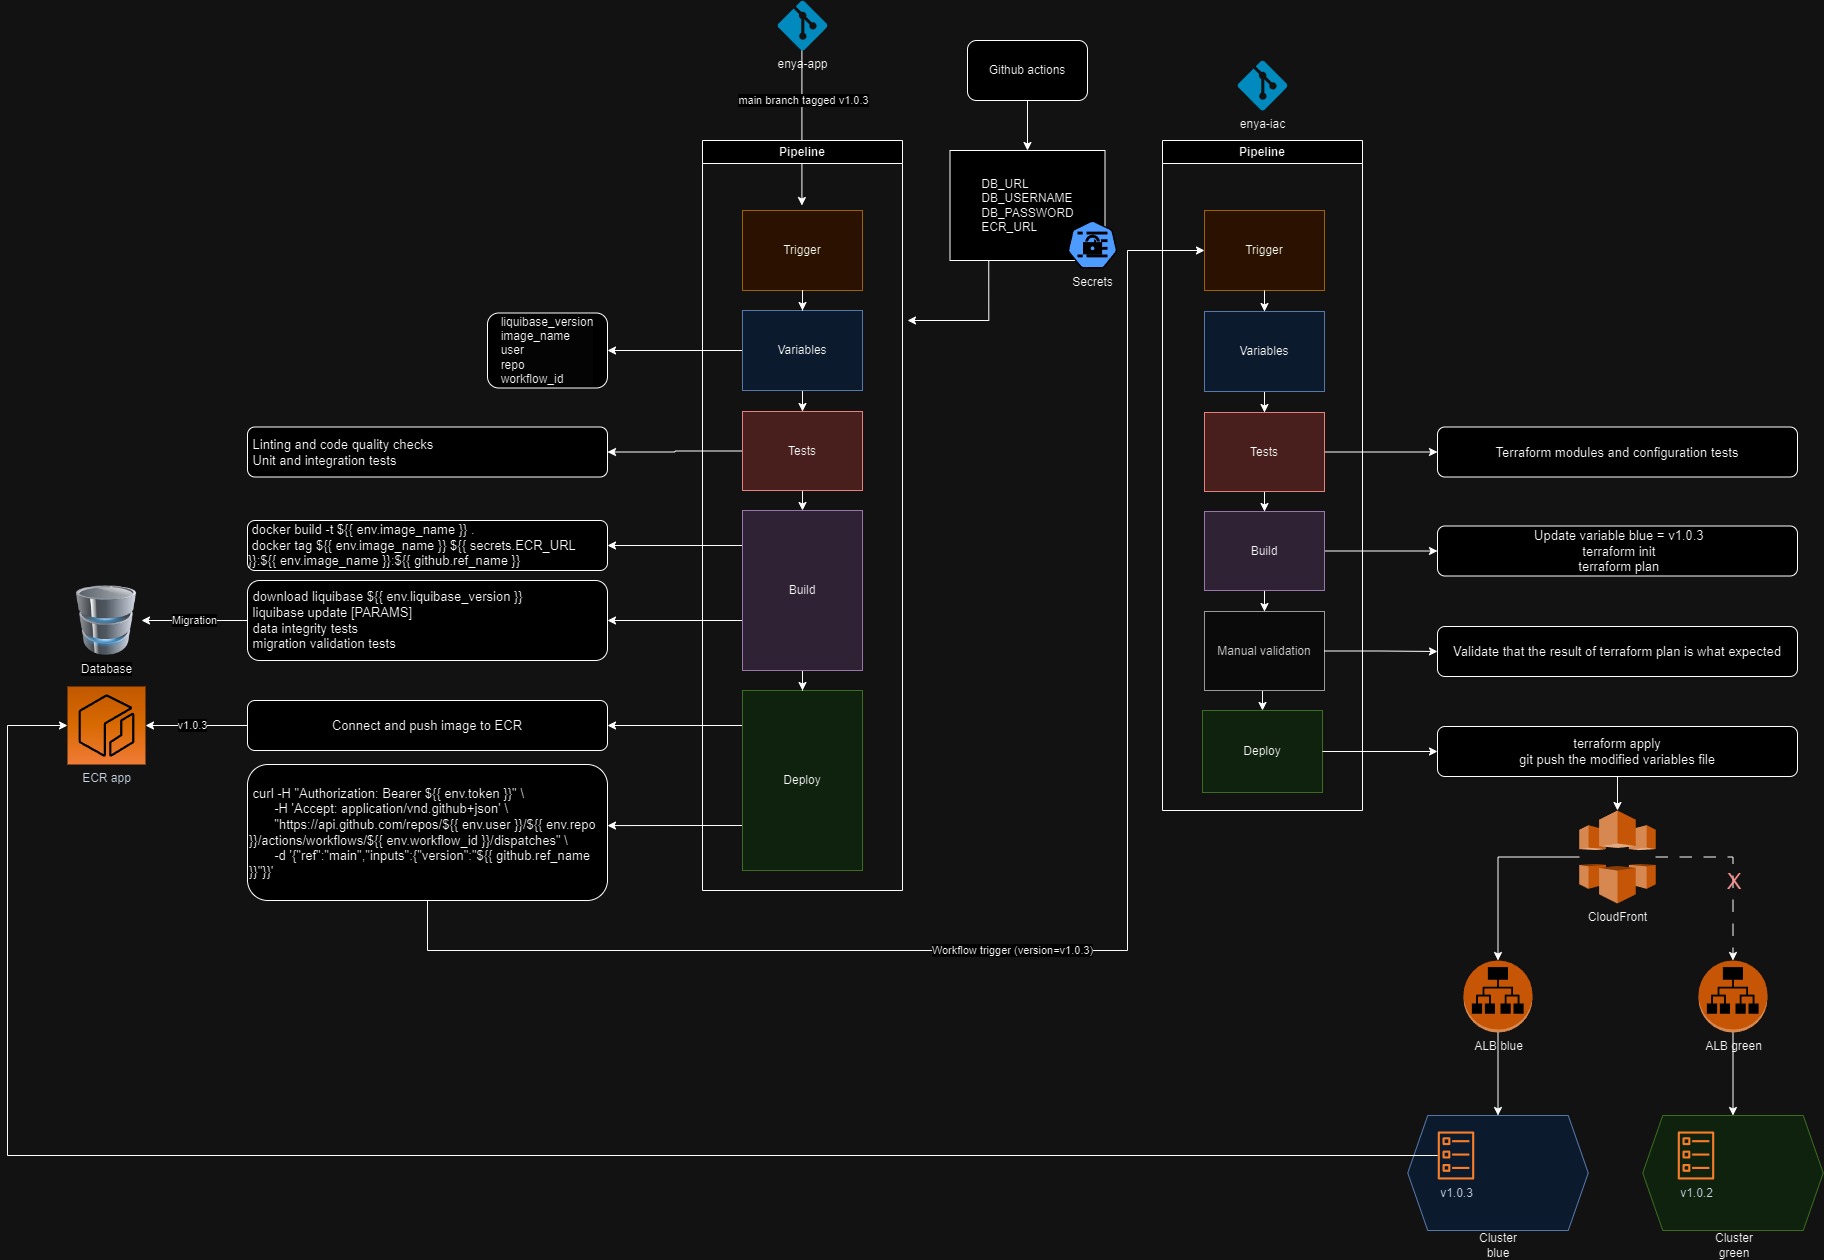 enya-app
main branch tagged v1.0.3
Github actions
enya-iac
Pipeline
DB_URL
DB_USERNAME
DB_PASSWORD
ECR_URL
Secrets
Pipeline
Trigger
Variables
liquibase_version
image_name
user
repo
workflow_id
Tests
Linting and code quality checks
Unit and integration tests
Build
docker build -t ${{ env.image_name }} .
docker tag ${{ env.image_name }} ${{ secrets.ECR_URL
}}:${{ env.image_name }}:${{ github.ref_name }}
download liquibase ${{ env.liquibase_version }}
liquibase update [PARAMS]
data integrity tests
migration validation tests
Migration
Database
Deploy
Connect and push image to ECR
v1.0.3
ECR app
curl -H "Authorization: Bearer ${{ env.token }}" \
-H 'Accept: application/vnd.github+json' \
"https://api.github.com/repos/${{ env.user }}/${{ env.repo
}}/actions/workflows/${{ env.workflow_id }}/dispatches" \
-d '{"ref":"main","inputs":{"version":"${{ github.ref_name
}}"}}'
Workflow trigger (version=v1.0.3)
Trigger
Variables
Tests
Terraform modules and configuration tests
Build
Update variable blue = v1.0.3
terraform init
terraform plan
Manual validation
Validate that the result of terraform plan is what expected
Deploy
terraform apply
git push the modified variables file
CloudFront
X
ALB blue
ALB green
v1.0.3
v1.0.2
Cluster
blue
Cluster
green